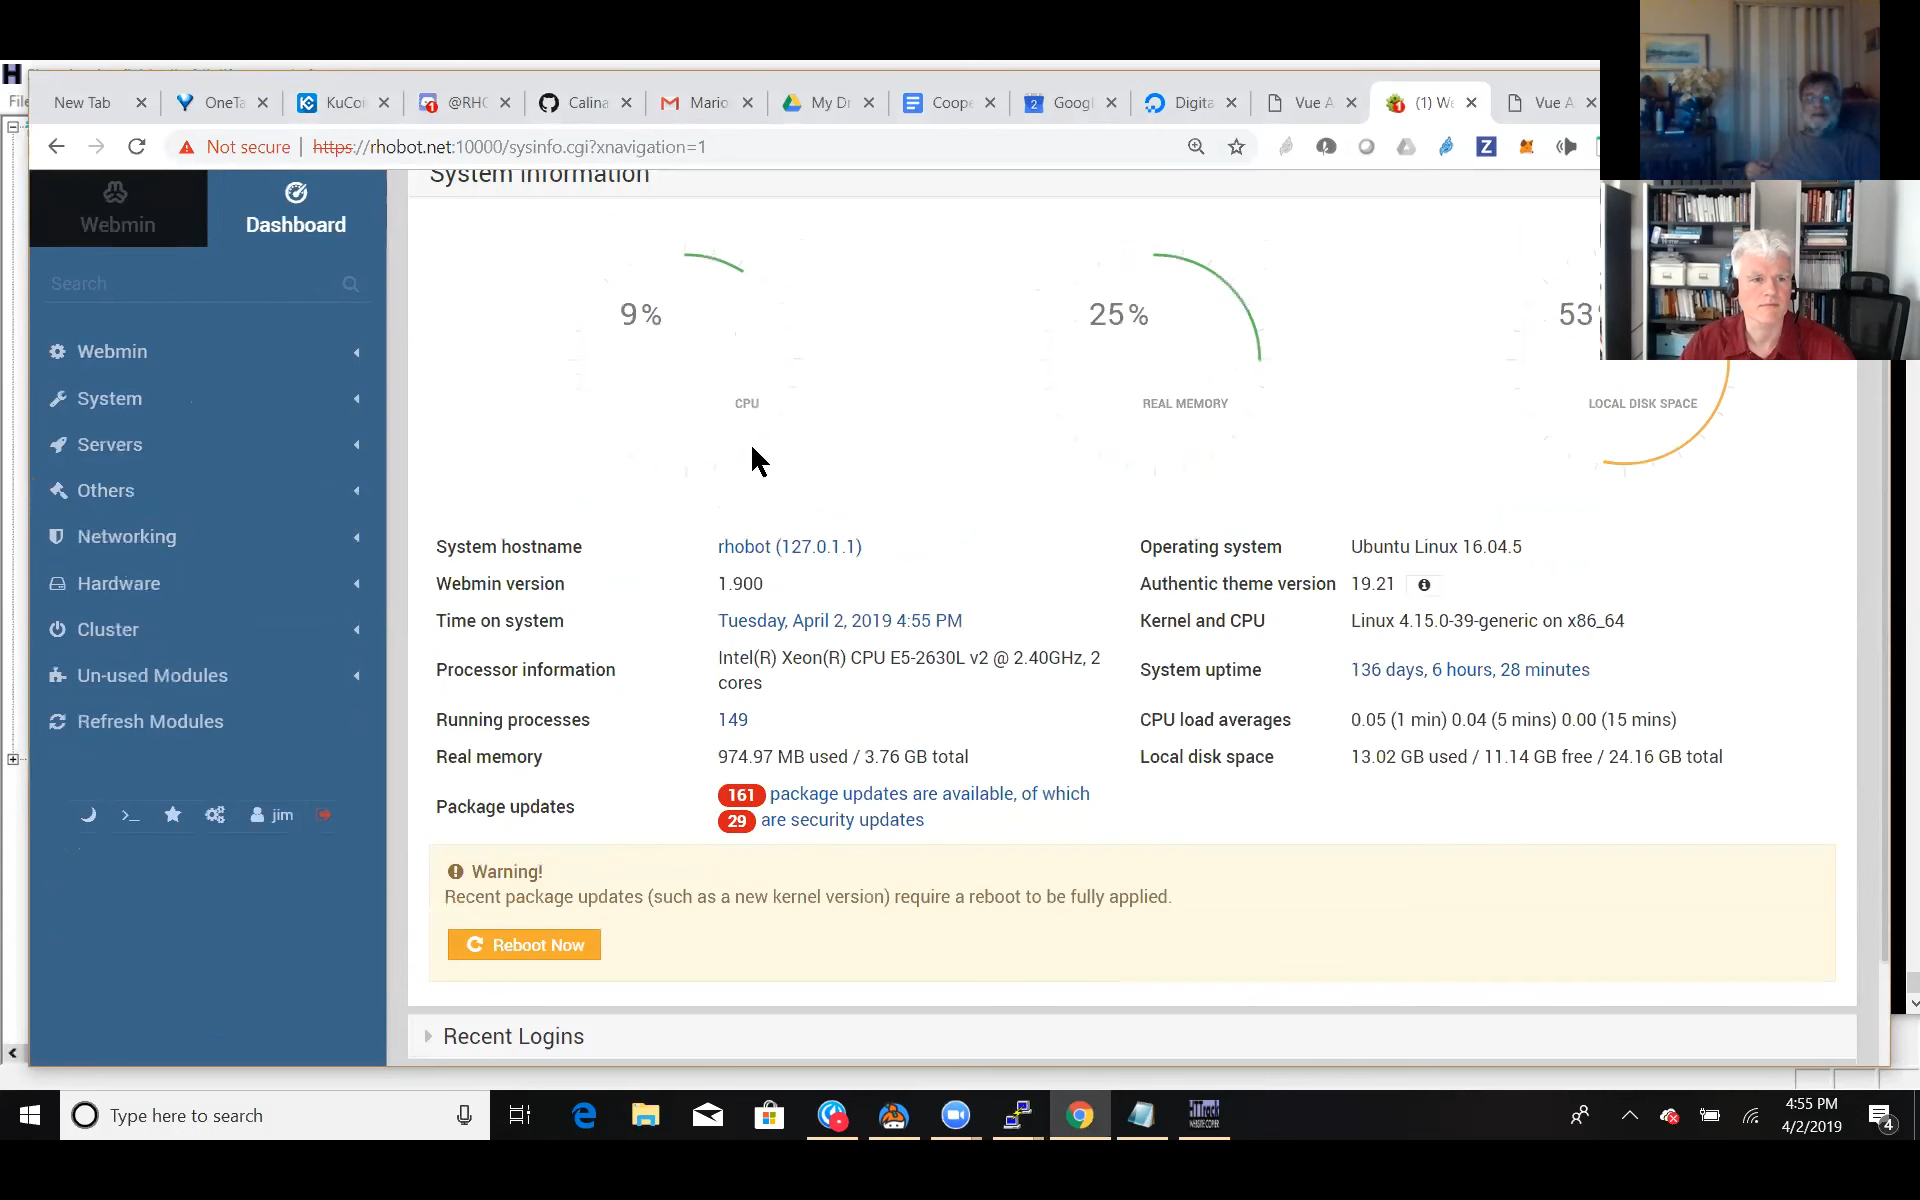 H
File
New Tab
OneTa
KuCoi
@RHO
Calina
Mario
My Dr
Coope
2
Googl
Digita
Vue A
(1) We
Vue A
Not secure | https://rhobot.net:10000/sysinfo.cgi?xnavigation=1
Z
Webmin
Dashboard
Search
Webmin
System
Servers
Others
Networking
Hardware
Cluster
Un-used Modules
Refresh Modules
>_
jim
System Information
9%
CPU
25%
REAL MEMORY
53
LOCAL DISK SPACE
System hostname
rhobot (127.0.1.1)
Operating system
Ubuntu Linux 16.04.5
Webmin version
1.900
Authentic theme version
19.21
Time on system
Tuesday, April 2, 2019 4:55 PM
Kernel and CPU
Linux 4.15.0-39-generic on x86_64
Processor information
Intel(R) Xeon(R) CPU E5-2630L v2 @ 2.40GHz, 2
cores
System uptime
136 days, 6 hours, 28 minutes
Running processes
149
CPU load averages
0.05 (1 min) 0.04 (5 mins) 0.00 (15 mins)
Real memory
974.97 MB used / 3.76 GB total
Local disk space
13.02 GB used / 11.14 GB free / 24.16 GB total
Package updates
161 package updates are available, of which
29 are security updates
Warning!
Recent package updates (such as a new kernel version) require a reboot to be fully applied.
Reboot Now
Recent Logins
Type here to search
HTTrack
WEBSITE COPIER
4:55 PM
4/2/2019
4